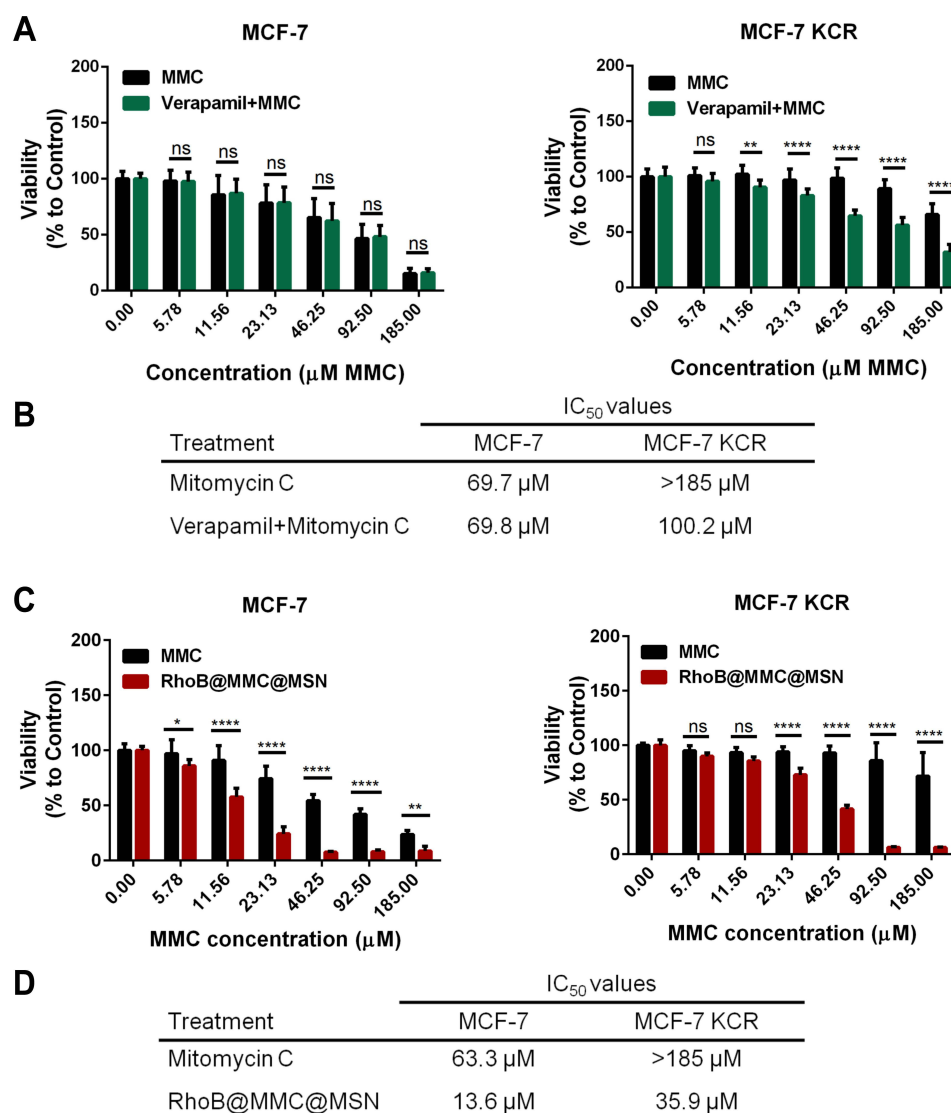 A
MCF-7
MCF-7 KCR
Viability
(% to Control)
200
150
100
50
0
MMC
Verapamil+MMC
ns
ns
ns
ns
ns
ns
0.00
5.78
11.56
23.13
46.25
92.50
185.00
Concentration (μM MMC)
Viability
(% to Control)
200
150
100
50
0
MMC
Verapamil+MMC
ns
**
****
****
****
****
0.00
5.78
11.56
23.13
46.25
92.50
185.00
Concentration (μM MMC)
B
IC50 values
Treatment MCF-7 MCF-7 KCR
Mitomycin C 69.7 μM >185 μM
Verapamil+Mitomycin C 69.8 μM 100.2 μM
C
MCF-7
MCF-7 KCR
Viability
(% to Control)
200
150
100
50
0
MMC
RhoB@MMC@MSN
*
****
****
****
****
**
0.00
5.78
11.56
23.13
46.25
92.50
185.00
MMC concentration (μM)
Viability
(% to Control)
200
150
100
50
0
MMC
RhoB@MMC@MSN
ns
ns
****
****
****
****
0.00
5.78
11.56
23.13
46.25
92.50
185.00
MMC concentration (μM)
D
IC50 values
Treatment MCF-7 MCF-7 KCR
Mitomycin C 63.3 μM >185 μM
RhoB@MMC@MSN 13.6 μM 35.9 μM